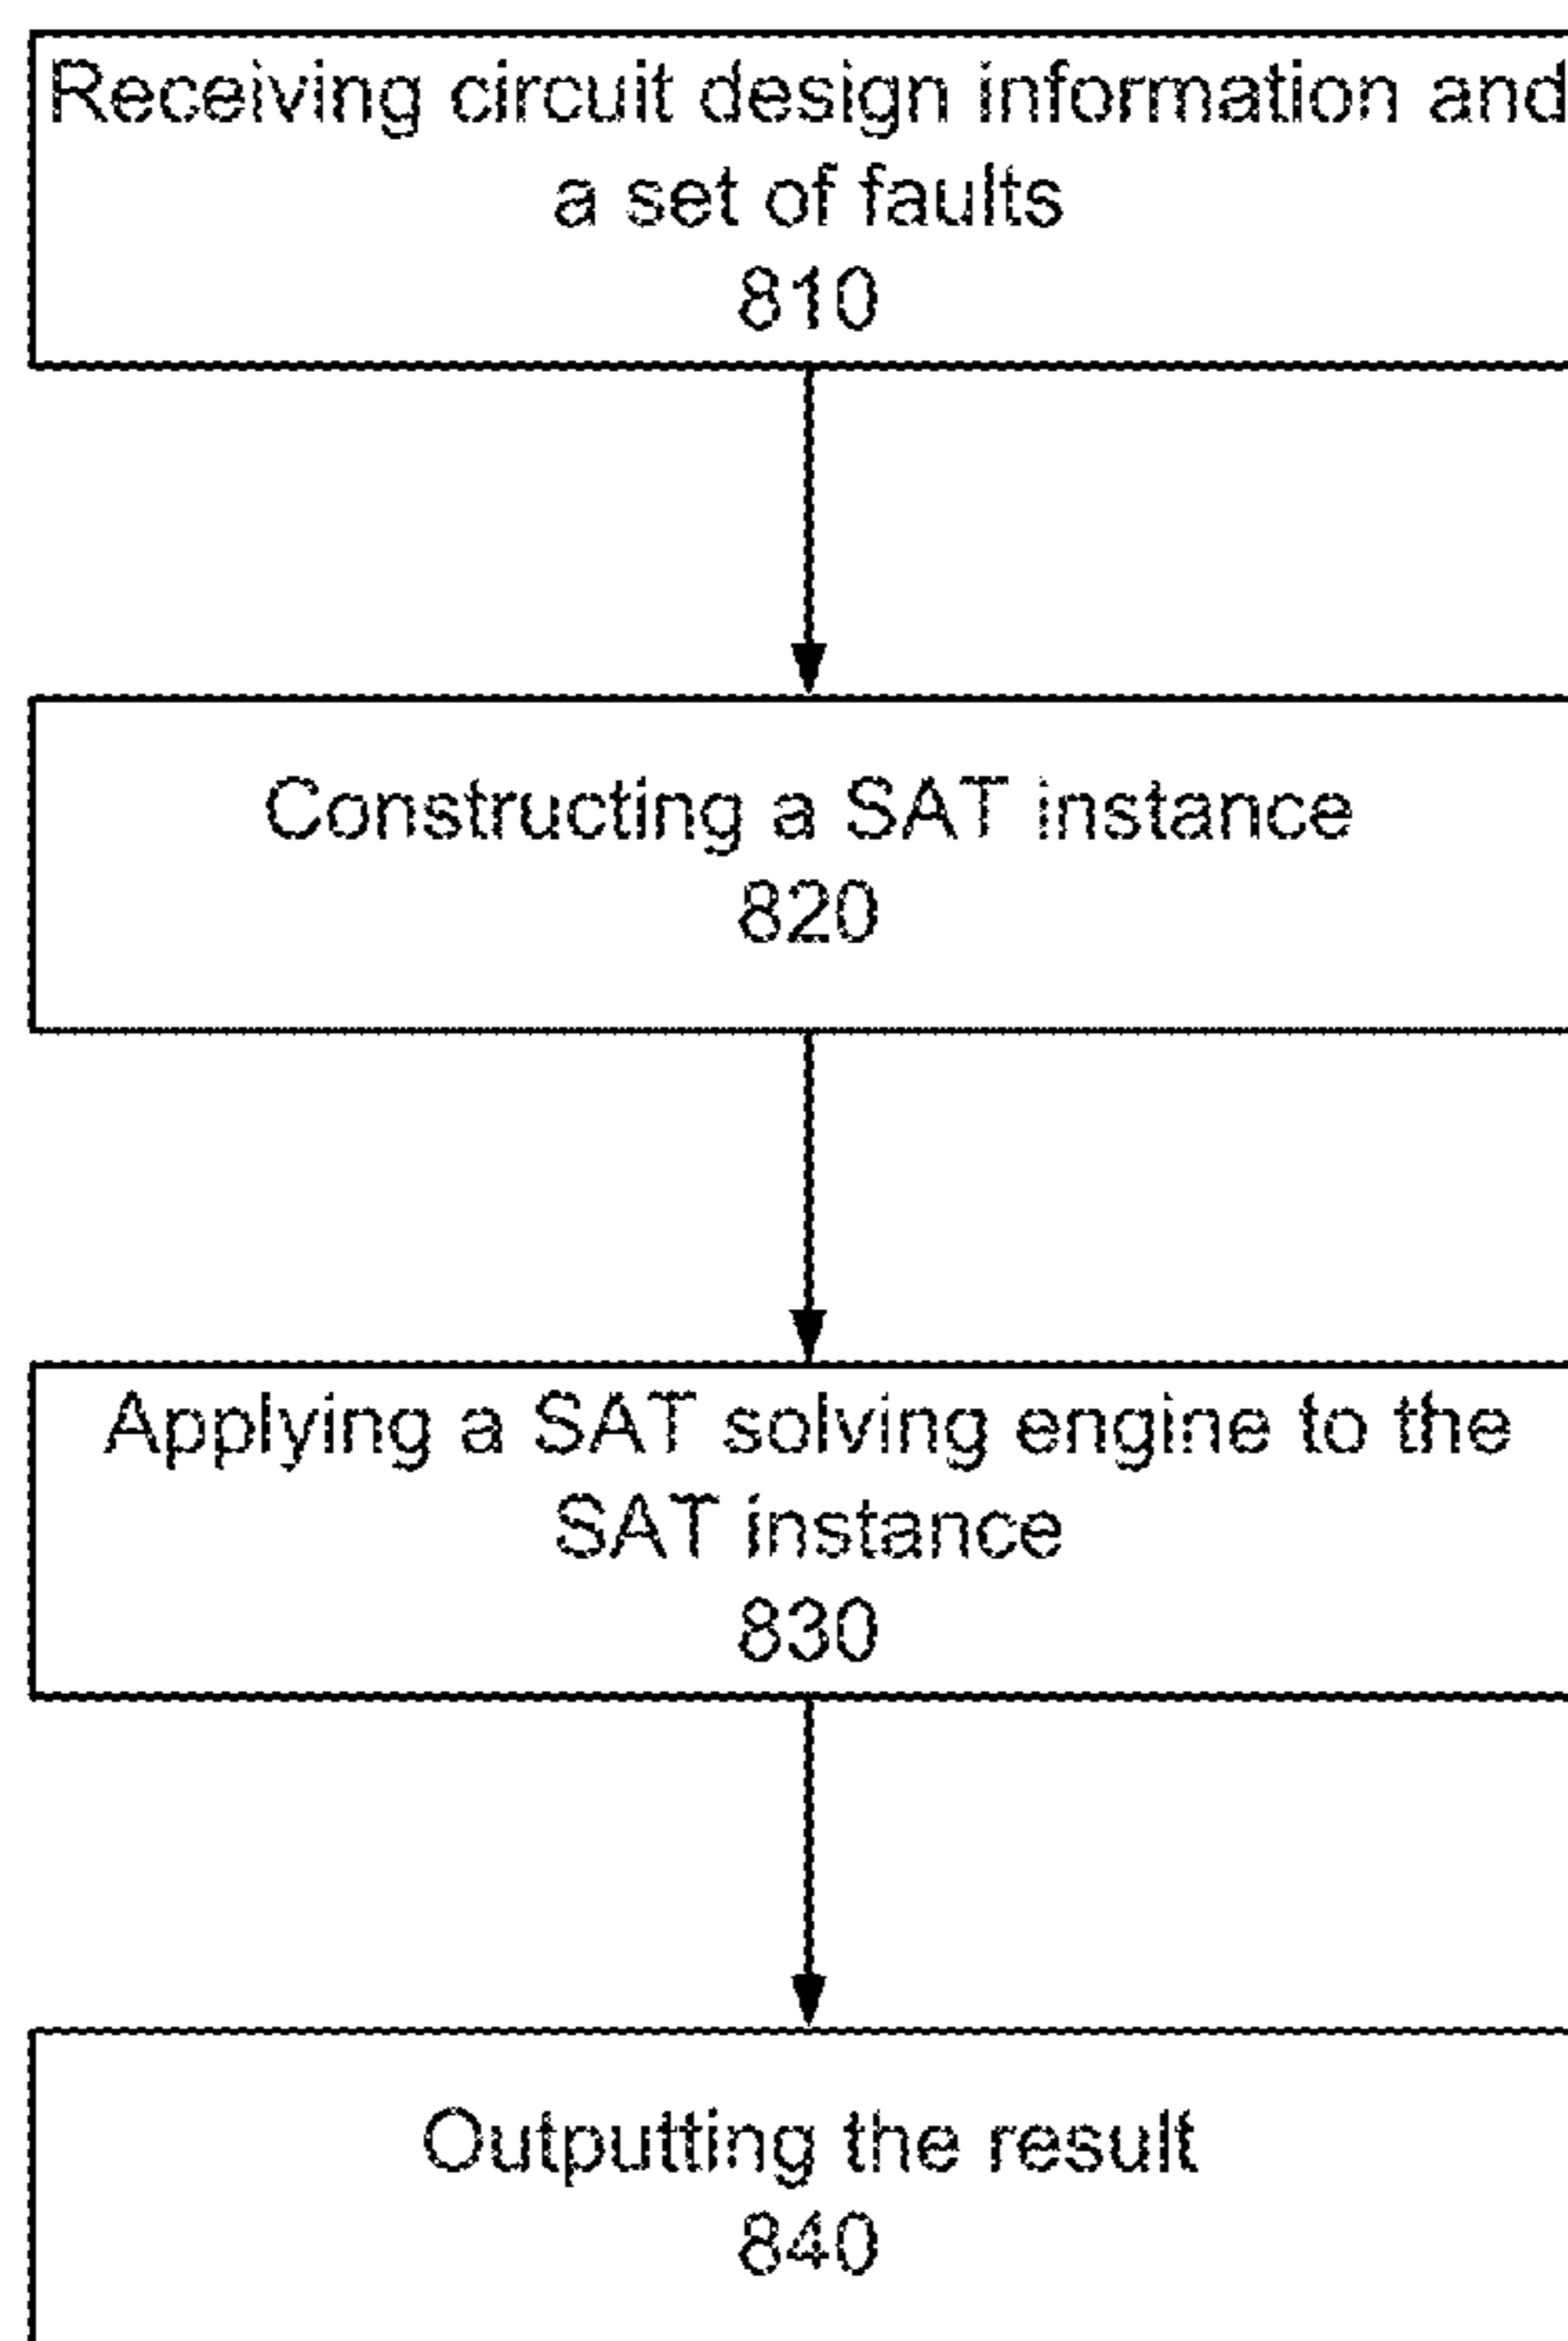 Receiving circuit design information and
a set of faults
810
Constructing a SAT instance
820
Applying a SAT solving engine to the
SAT instance
830
Outputting the result
840